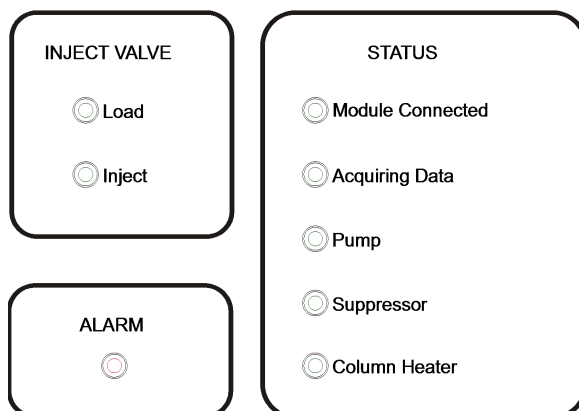 INJECT VALVE
Load
Inject
ALARM
STATUS
Module Connected
Acquiring Data
Pump
Suppressor
Column Heater